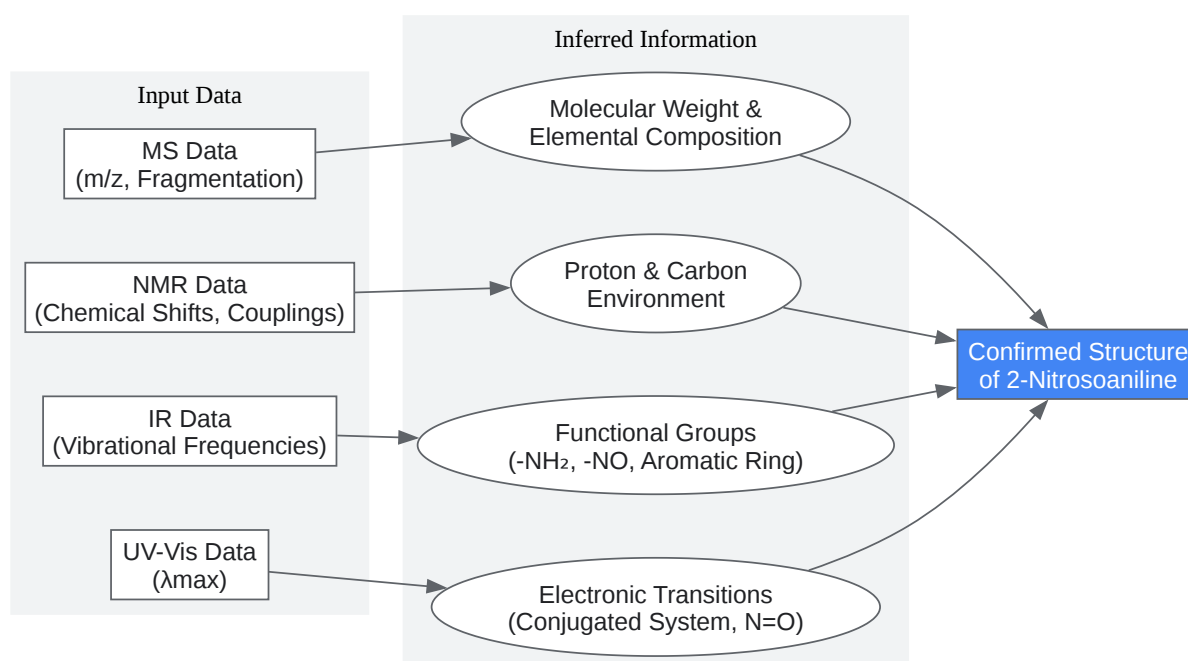 Inferred Information
Input Data
Molecular Weight &
Elemental Composition
MS Data
(m/z, Fragmentation)
Proton & Carbon
Environment
NMR Data
(Chemical Shifts, Couplings)
Confirmed Structure
of 2-Nitrosoaniline
IR Data
(Vibrational Frequencies)
Functional Groups
(-NH₂, -NO, Aromatic Ring)
UV-Vis Data
(λmax)
Electronic Transitions
(Conjugated System, N=O)